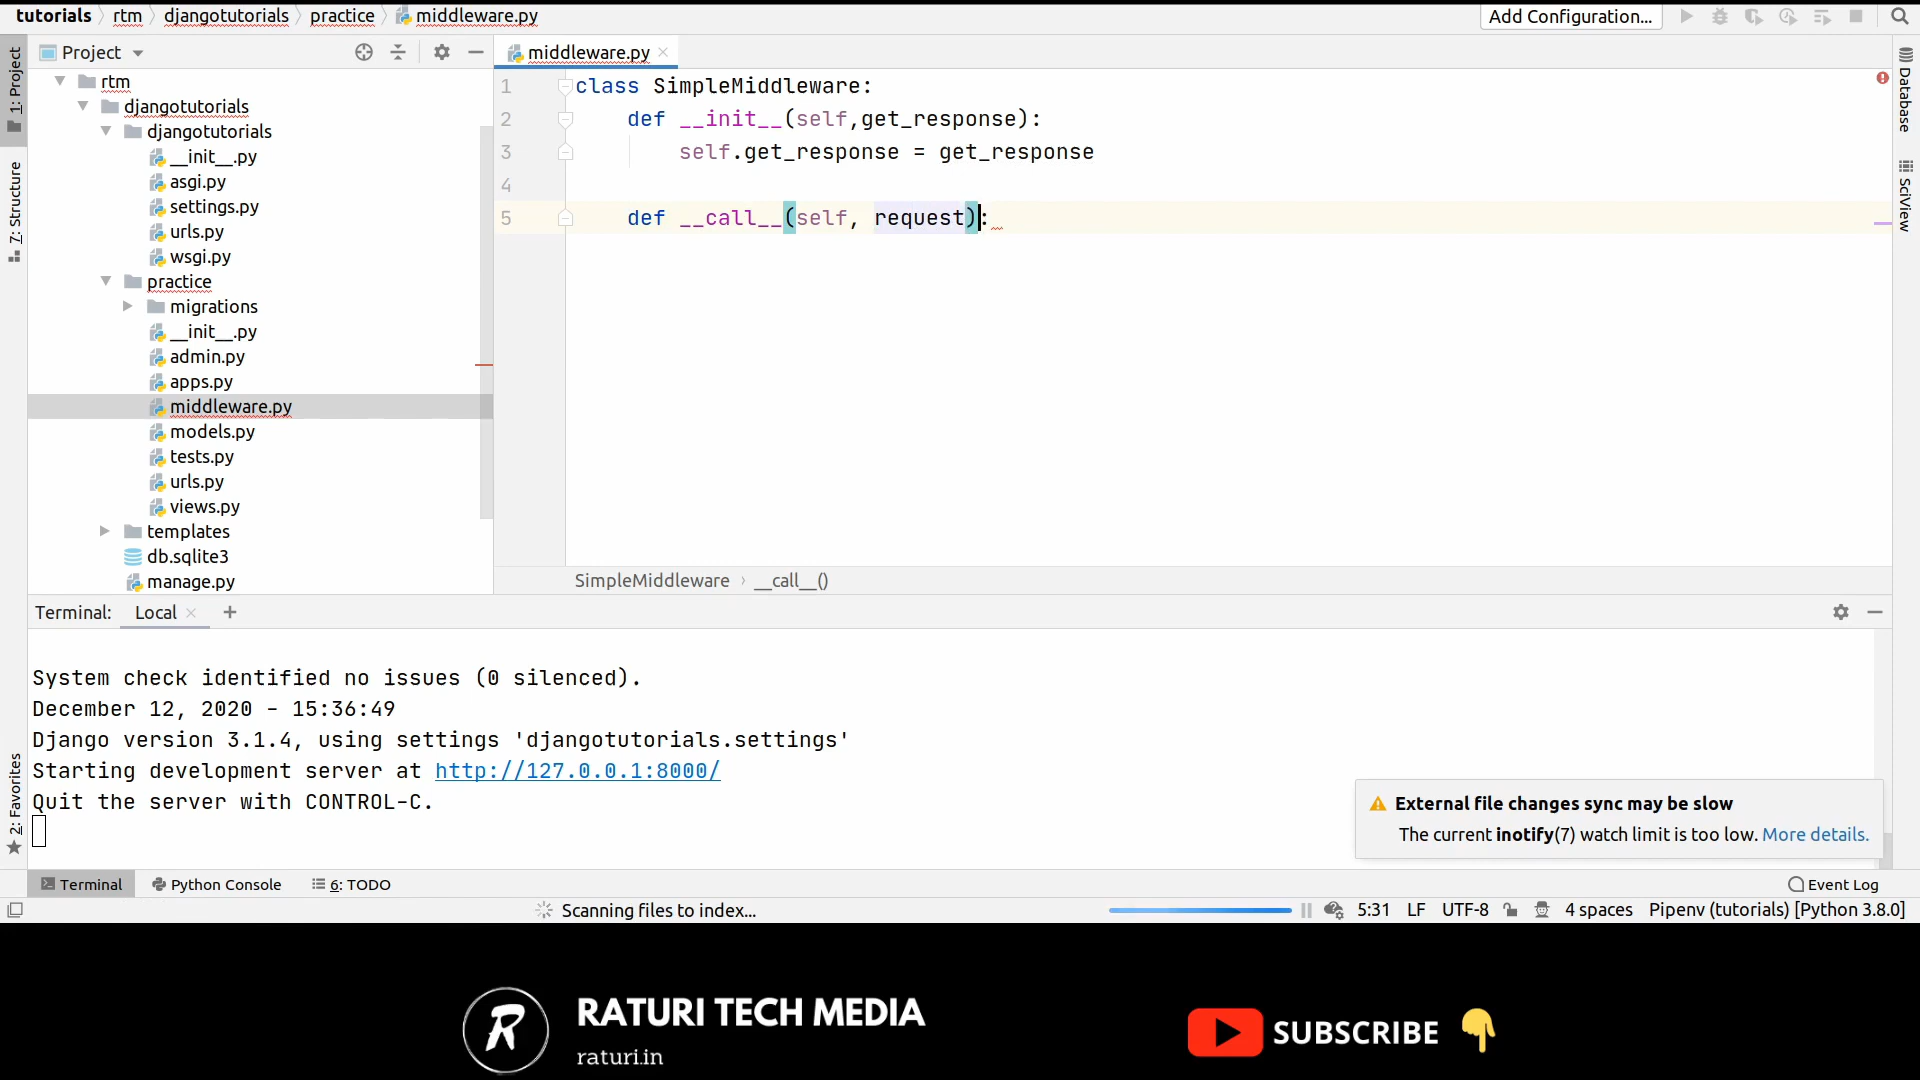 tutorials rtm djangotutorials practice middleware.py
Add Configuration...
Project
middleware.py
1: Project
7: Structure
2: Favorites
Database
SciView
rtm
djangotutorials
djangotutorials
__init__.py
asgi.py
settings.py
urls.py
wsgi.py
practice
migrations
__init__.py
admin.py
apps.py
middleware.py
models.py
tests.py
urls.py
views.py
templates
db.sqlite3
manage.py
1 class SimpleMiddleware:
2 def __init__(self,get_response):
3 self.get_response = get_response
4
5 def __call__(self, request):
SimpleMiddleware › __call__()
Terminal: Local +
System check identified no issues (0 silenced).
December 12, 2020 - 15:36:49
Django version 3.1.4, using settings 'djangotutorials.settings'
Starting development server at http://127.0.0.1:8000/
Quit the server with CONTROL-C.
External file changes sync may be slow
The current inotify(7) watch limit is too low. More details.
Terminal Python Console 6: TODO Event Log
Scanning files to index... 5:31 LF UTF-8 4 spaces Pipenv (tutorials) [Python 3.8.0]
R
RATURI TECH MEDIA
raturi.in
SUBSCRIBE